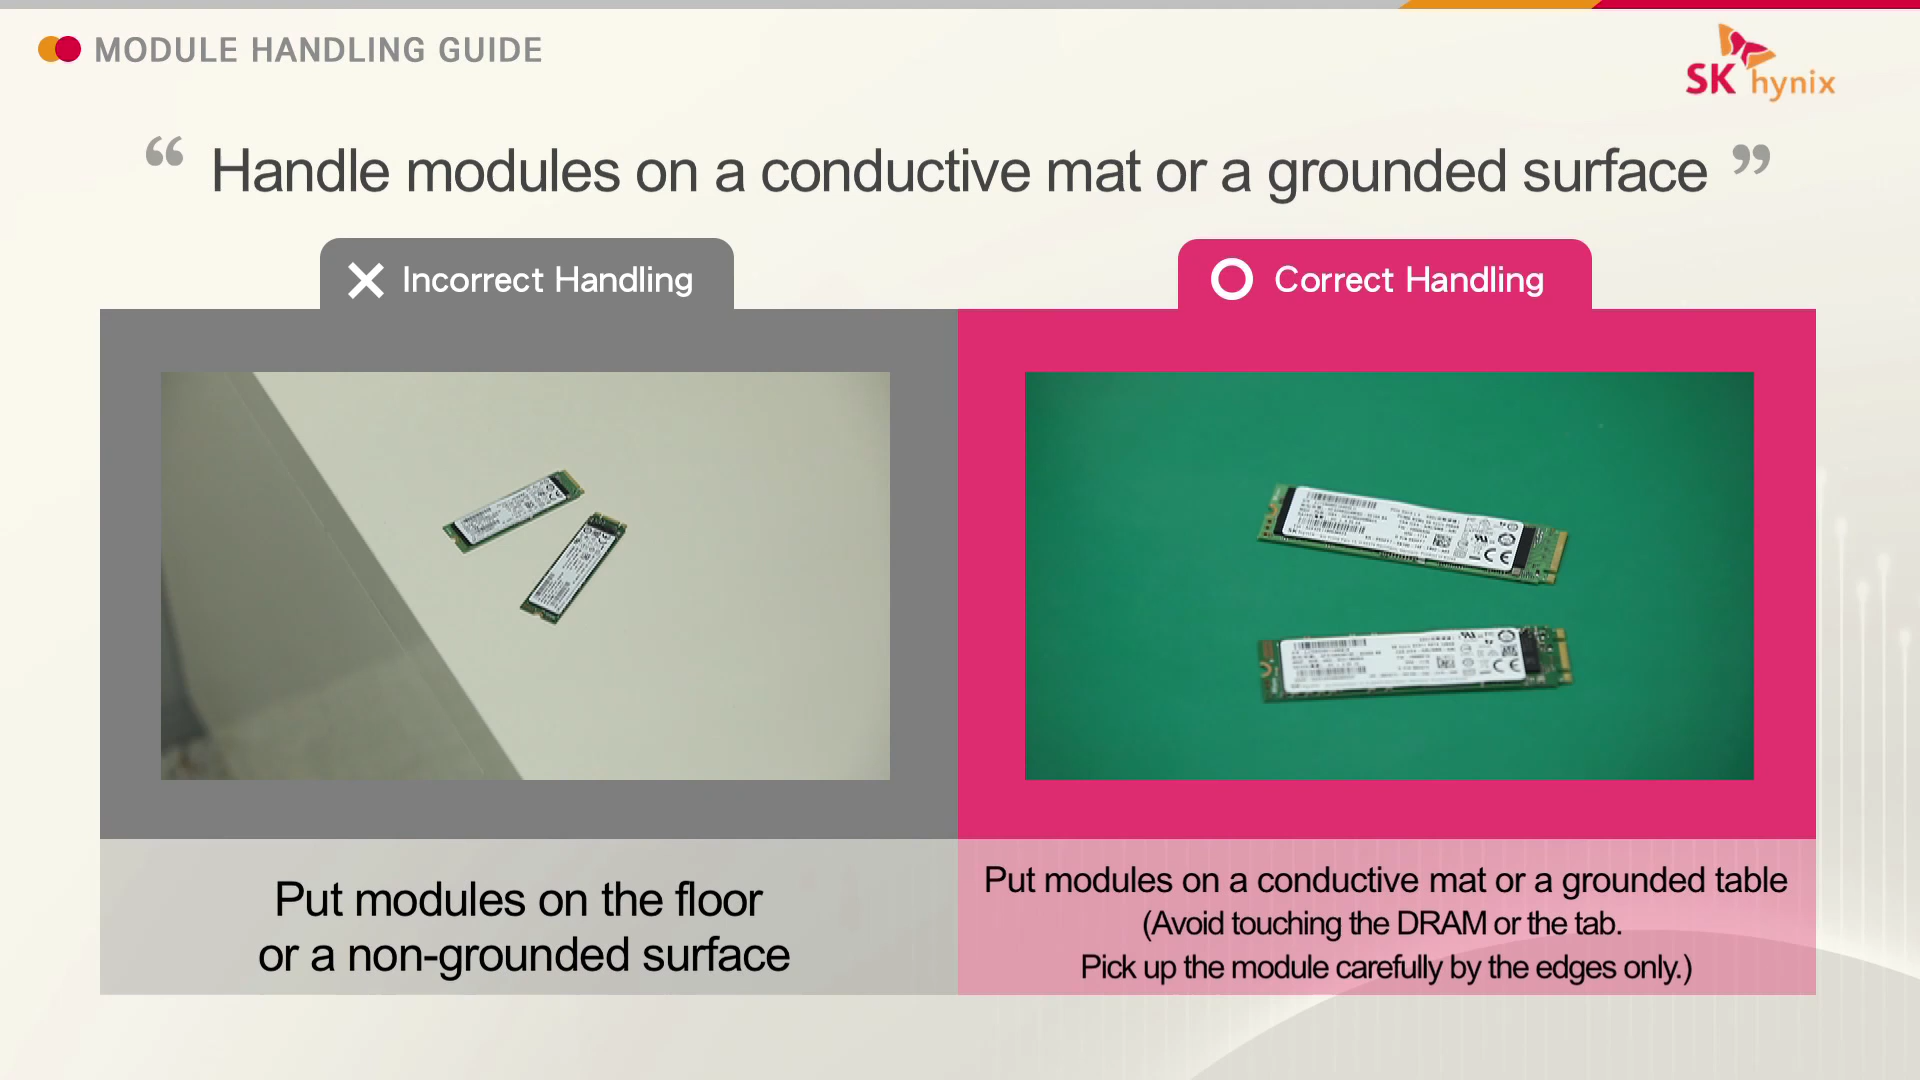 MODULE HANDLING GUIDE
SK hynix
“ Handle modules on a conductive mat or a grounded surface ”
Incorrect Handling
Correct Handling
Put modules on the floor
or a non-grounded surface
Put modules on a conductive mat or a grounded table
(Avoid touching the DRAM or the tab.
Pick up the module carefully by the edges only.)